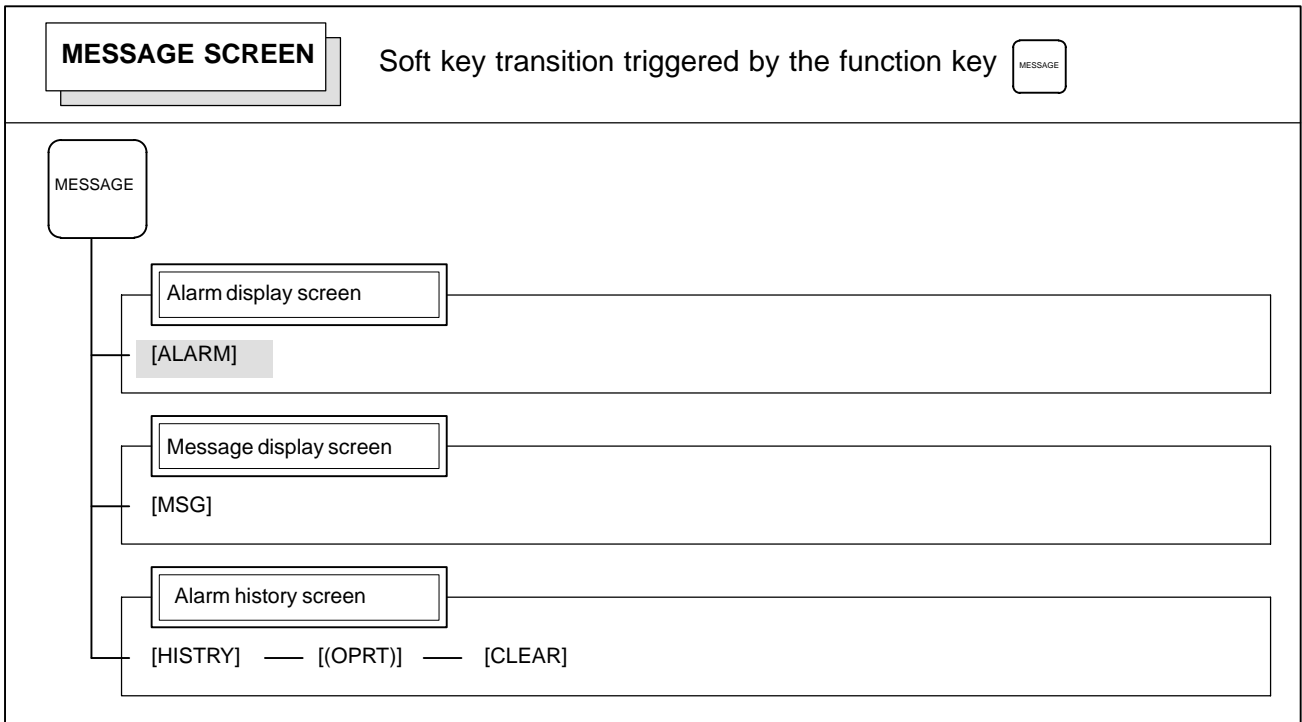 MESSAGE SCREEN
Soft key transition triggered by the function key MESSAGE
MESSAGE
Alarm display screen
[ALARM]
Message display screen
[MSG]
Alarm history screen
[HISTRY] [(OPRT)] [CLEAR]